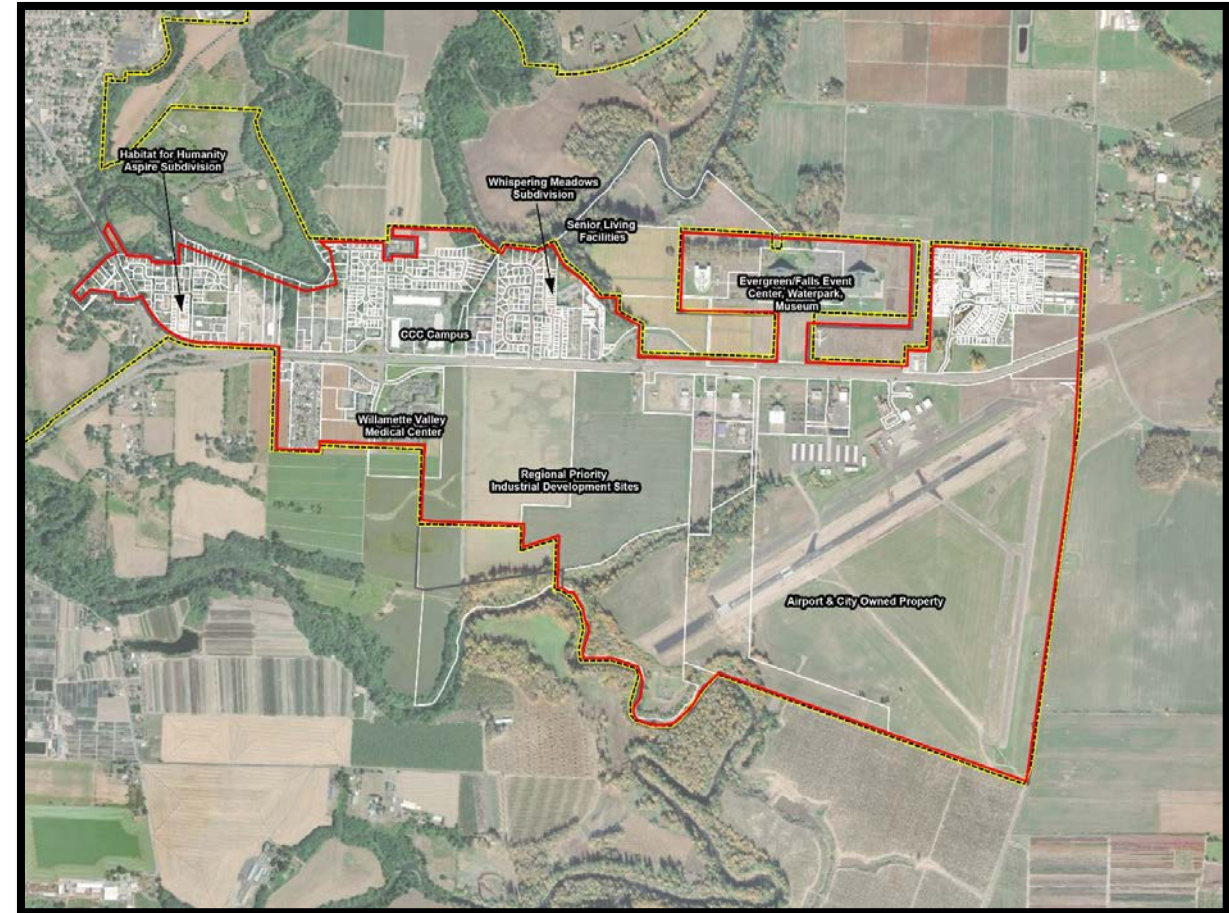 Habitat for Humanity
Aspire Subdivision
Whispering Meadows
Subdivision
Senior Living
Facilities
Evergreen/Falls Event
Center, Waterpark,
Museum
CCC Campus
Willamette Valley
Medical Center
Regional Priority
Industrial Development Sites
Airport & City Owned Property